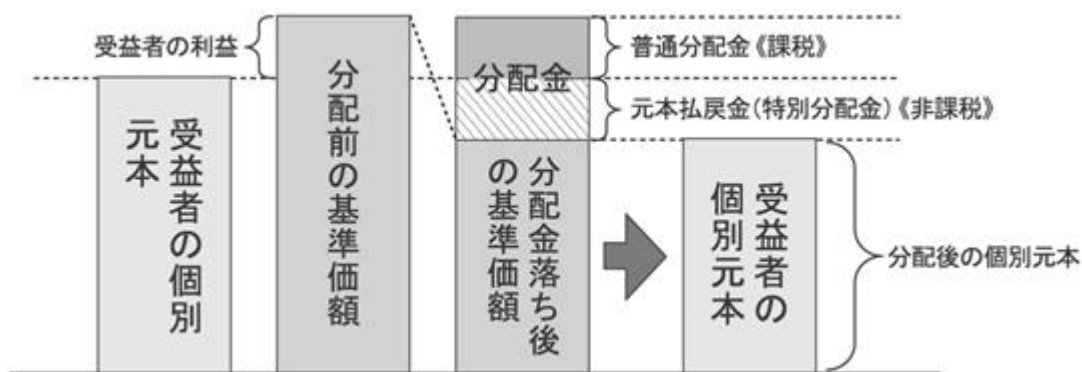 受益者の利益
受益者の個別
元本
分配前の基準価額
分配金
分配金落ち後
の基準価額
普通分配金《課税》
元本払戻金(特別分配金)《非課税》
受益者の
個別元本
分配後の個別元本